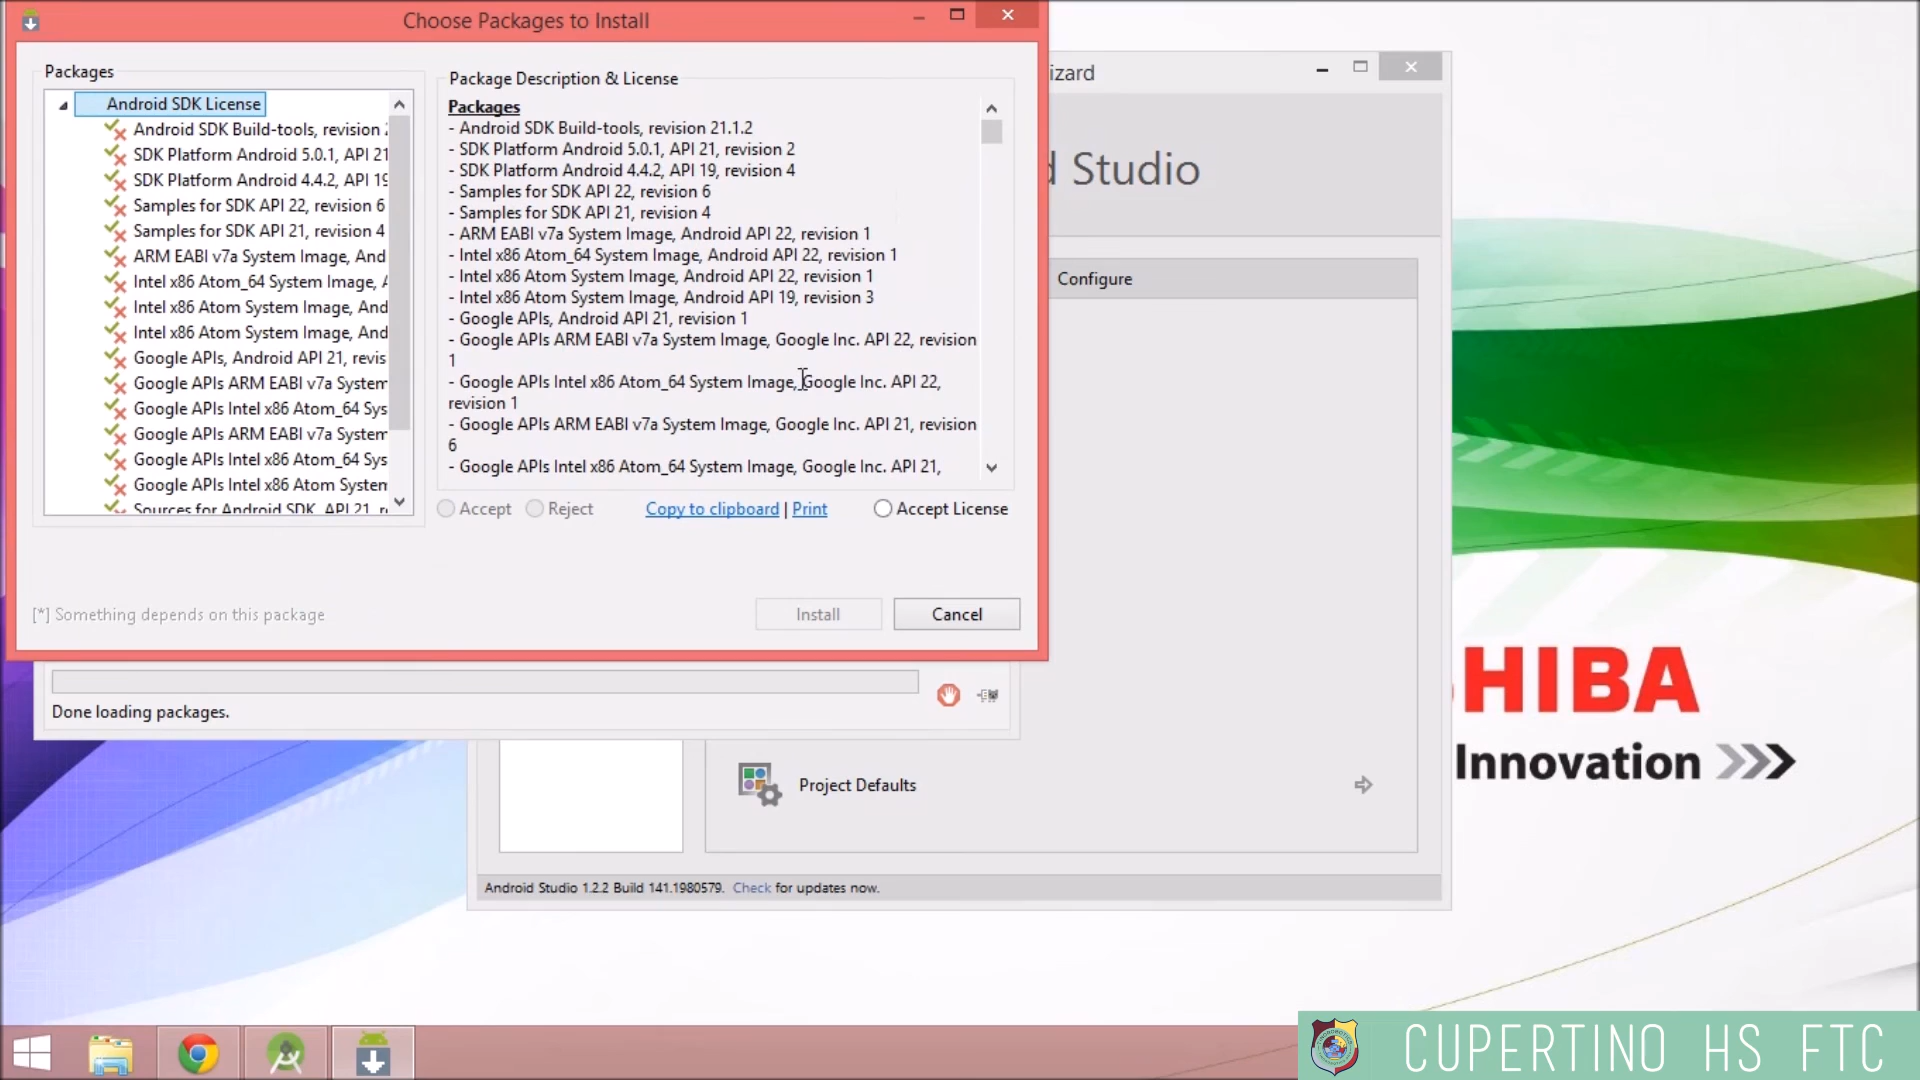 Choose Packages to Install
Packages
Android SDK License
Android SDK Build-tools, revision
SDK Platform Android 5.0.1, API 21
SDK Platform Android 4.4.2, API 19
Samples for SDK API 22, revision 6
Samples for SDK API 21, revision 4
ARM EABI v7a System Image, And
Intel x86 Atom_64 System Image,
Intel x86 Atom System Image, And
Intel x86 Atom System Image, And
Google APIs, Android API 21, revis
Google APIs ARM EABI v7a System
Google APIs Intel x86 Atom_64 Sys
Google APIs ARM EABI v7a System
Google APIs Intel x86 Atom_64 Sys
Google APIs Intel x86 Atom System
Sources for Android SDK, API 21, r
Package Description & License
Packages
- Android SDK Build-tools, revision 21.1.2
- SDK Platform Android 5.0.1, API 21, revision 2
- SDK Platform Android 4.4.2, API 19, revision 4
- Samples for SDK API 22, revision 6
- Samples for SDK API 21, revision 4
- ARM EABI v7a System Image, Android API 22, revision 1
- Intel x86 Atom_64 System Image, Android API 22, revision 1
- Intel x86 Atom System Image, Android API 22, revision 1
- Intel x86 Atom System Image, Android API 19, revision 3
- Google APIs, Android API 21, revision 1
- Google APIs ARM EABI v7a System Image, Google Inc. API 22, revision
1
- Google APIs Intel x86 Atom_64 System Image, Google Inc. API 22,
revision 1
- Google APIs ARM EABI v7a System Image, Google Inc. API 21, revision
6
- Google APIs Intel x86 Atom_64 System Image, Google Inc. API 21,
Accept Reject Copy to clipboard | Print Accept License
[*] Something depends on this package
Install Cancel
Done loading packages.
izard
d Studio
Configure
Project Defaults
Android Studio 1.2.2 Build 141.1980579. Check for updates now.
HIBA
Innovation
CUPERTINO HS FTC